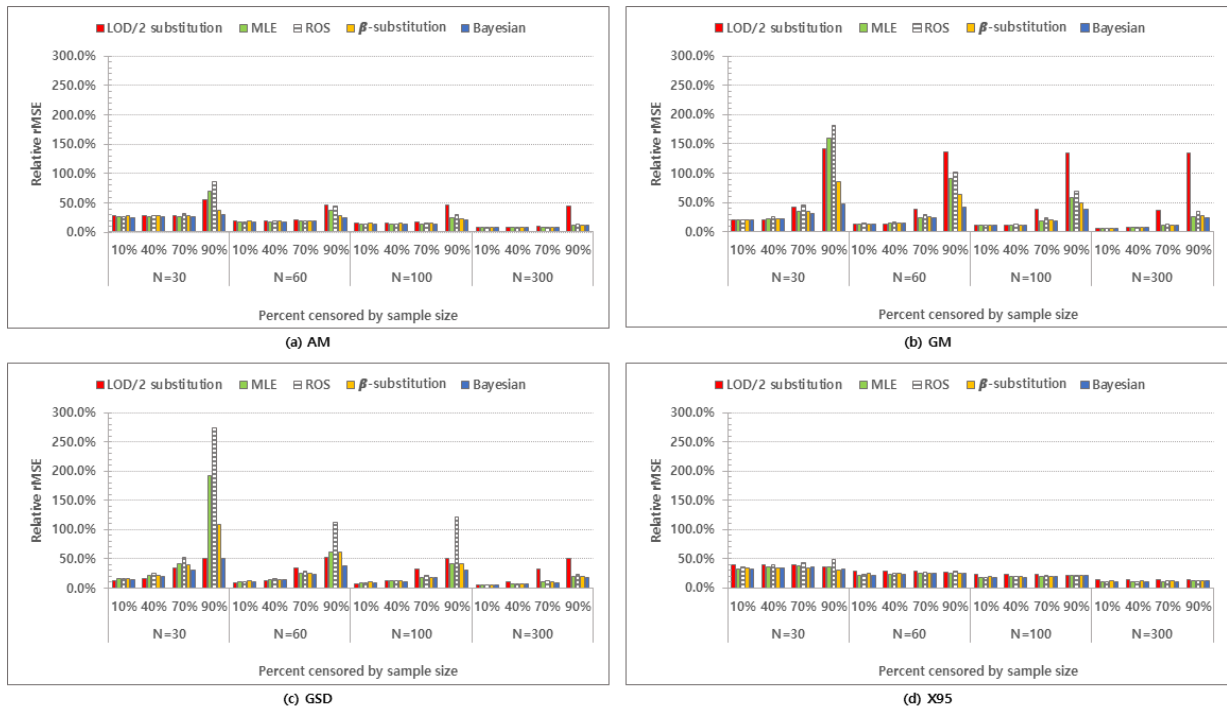 LOD/2 substitution MLE ROS β-substitution Bayesian
300.0%
250.0%
200.0%
150.0%
100.0%
50.0%
0.0%
Relative rMSE
10% 40% 70% 90% 10% 40% 70% 90% 10% 40% 70% 90% 10% 40% 70% 90%
N=30 N=60 N=100 N=300
Percent censored by sample size
(a) AM
LOD/2 substitution MLE ROS β-substitution Bayesian
300.0%
250.0%
200.0%
150.0%
100.0%
50.0%
0.0%
Relative rMSE
10% 40% 70% 90% 10% 40% 70% 90% 10% 40% 70% 90% 10% 40% 70% 90%
N=30 N=60 N=100 N=300
Percent censored by sample size
(b) GM
LOD/2 substitution MLE ROS β-substitution Bayesian
300.0%
250.0%
200.0%
150.0%
100.0%
50.0%
0.0%
Relative rMSE
10% 40% 70% 90% 10% 40% 70% 90% 10% 40% 70% 90% 10% 40% 70% 90%
N=30 N=60 N=100 N=300
Percent censored by sample size
(c) GSD
LOD/2 substitution MLE ROS β-substitution Bayesian
300.0%
250.0%
200.0%
150.0%
100.0%
50.0%
0.0%
Relative rMSE
10% 40% 70% 90% 10% 40% 70% 90% 10% 40% 70% 90% 10% 40% 70% 90%
N=30 N=60 N=100 N=300
Percent censored by sample size
(d) X95